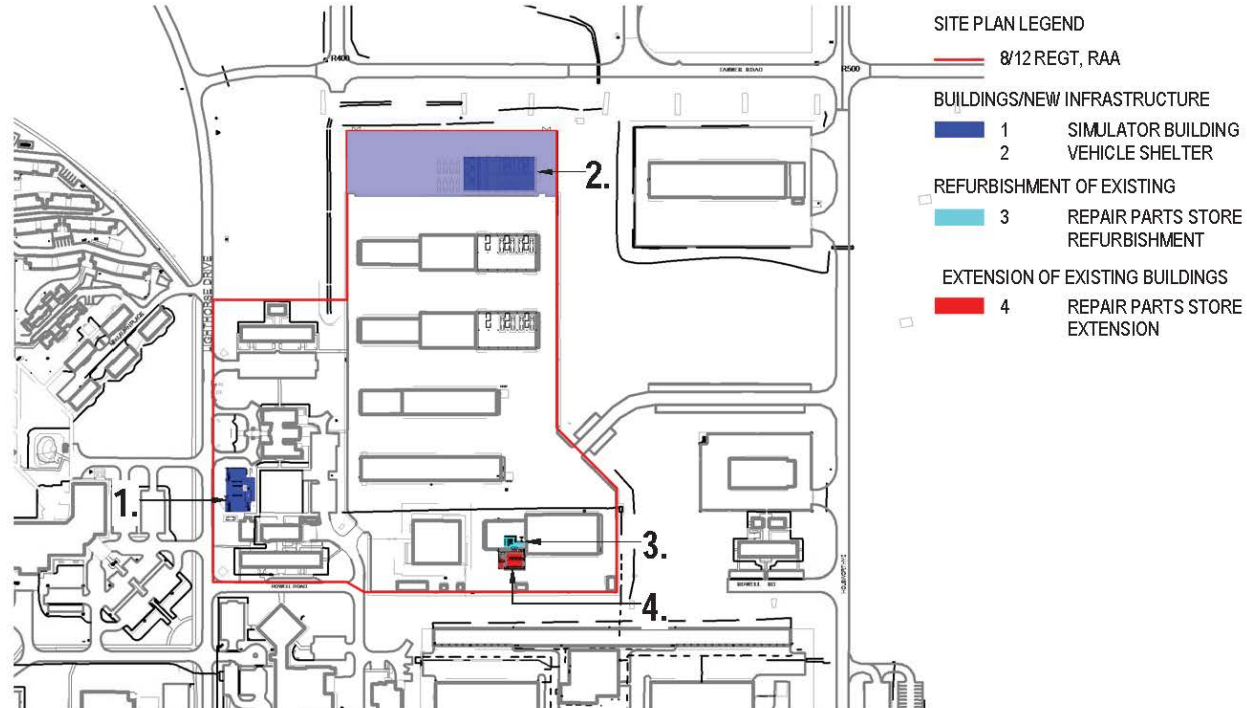 SITE PLAN LEGEND
8/12 REGT, RAA
BUILDINGS/NEW INFRASTRUCTURE
1 SIMULATOR BUILDING
2 VEHICLE SHELTER
REFURBISHMENT OF EXISTING
3 REPAIR PARTS STORE
REFURBISHMENT
EXTENSION OF EXISTING BUILDINGS
4 REPAIR PARTS STORE
EXTENSION
R400
R500
2.
LIGHTHORSE DRIVE
1.
3.
4.